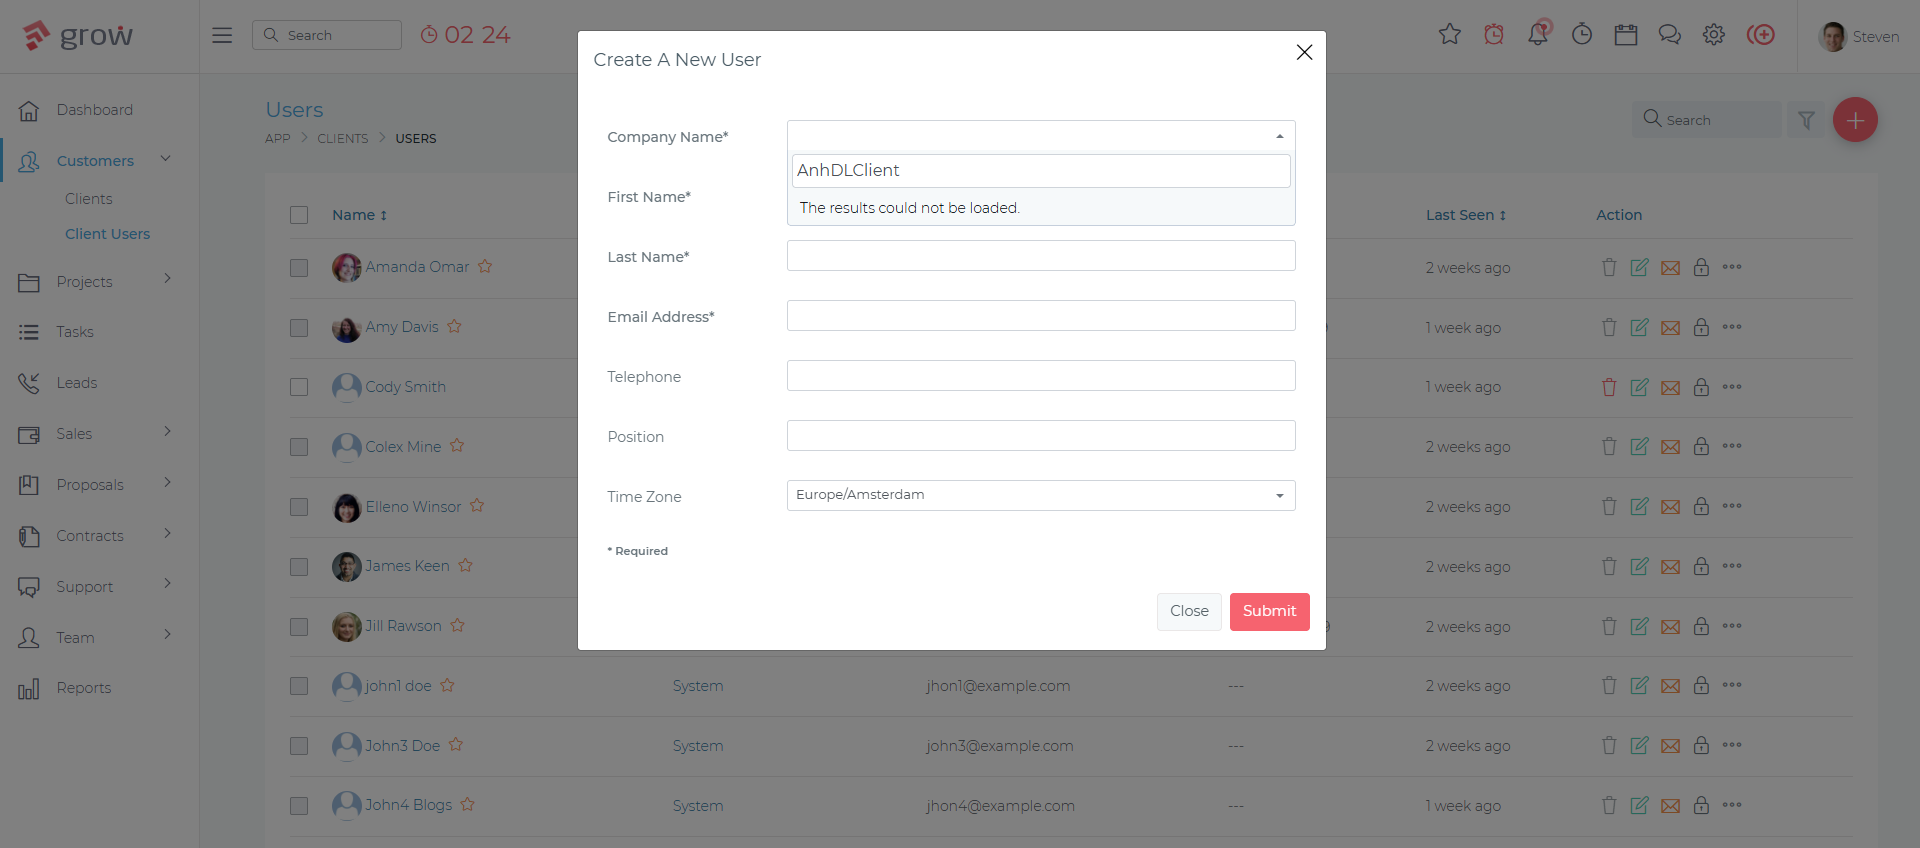 grow
Search
02 24
Steven
Dashboard
Customers
Clients
Client Users
Projects
Tasks
Leads
Sales
Proposals
Contracts
Support
Team
Reports
Users
APP > CLIENTS > USERS
Search
Name Last Seen Action
Amanda Omar 2 weeks ago
Amy Davis 9 1 week ago
Cody Smith 1 week ago
Colex Mine 2 weeks ago
Elleno Winsor 2 weeks ago
James Keen 2 weeks ago
Jill Rawson 9 2 weeks ago
john1 doe System jhon1@example.com --- 2 weeks ago
John3 Doe System john3@example.com --- 2 weeks ago
John4 Blogs System jhon4@example.com --- 1 week ago
Create A New User
Company Name*
AnhDLClient
The results could not be loaded.
First Name*
Last Name*
Email Address*
Telephone
Position
Time Zone Europe/Amsterdam
* Required
Close Submit